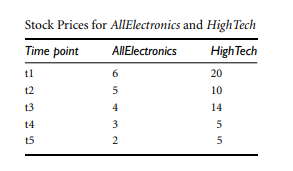 Stock Prices for AllElectronics and HighTech
Time point AllElectronics HighTech
t1 6 20
t2 5 10
t3 4 14
t4 3 5
t5 2 5